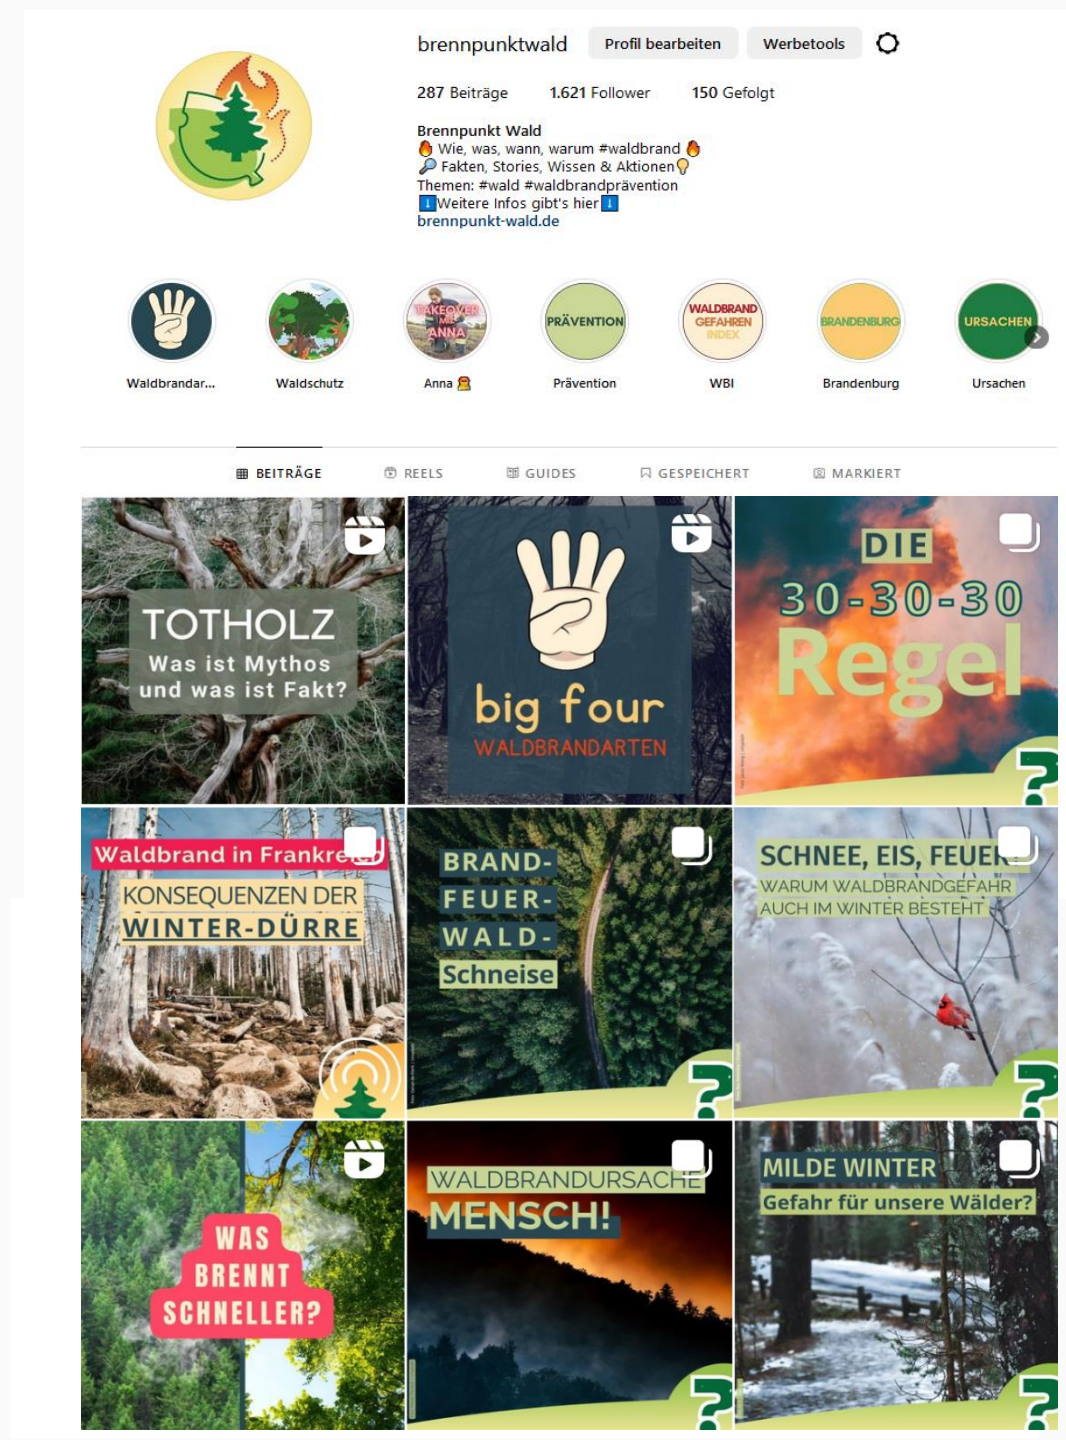 brennpunktwald Profil bearbeiten Werbetools
287 Beiträge 1.621 Follower 150 Gefolgt
Brennpunkt Wald
🔥 Wie, was, wann, warum #waldbrand 🔥
🔎 Fakten, Stories, Wissen & Aktionen💡
Themen: #wald #waldbrandprävention
⬇️Weitere Infos gibt's hier⬇️
brennpunkt-wald.de
TAKEOVER
MIT
ANNA
PRÄVENTION
WALDBRAND
GEFAHREN
INDEX
BRANDENBURG
URSACHEN
Waldbrandar... Waldschutz Anna Prävention WBI Brandenburg Ursachen
BEITRÄGE REELS GUIDES GESPEICHERT MARKIERT
TOTHOLZ
Was ist Mythos
und was ist Fakt?
big four
WALDBRANDARTEN
DIE
30-30-30
Regel
?
Waldbrand in Frankreich
KONSEQUENZEN DER
WINTER-DÜRRE
BRAND-
FEUER-
WALD-
Schneise
?
SCHNEE, EIS, FEUER?
WARUM WALDBRANDGEFAHR
AUCH IM WINTER BESTEHT
?
WAS
BRENNT
SCHNELLER?
WALDBRANDURSACHE
MENSCH!
?
MILDE WINTER
Gefahr für unsere Wälder?
?